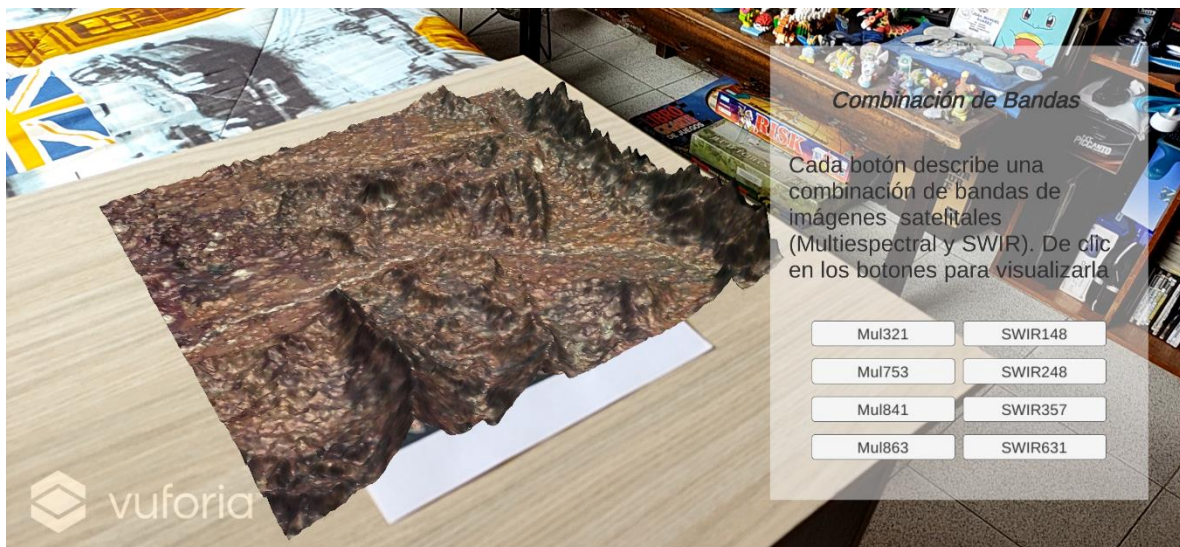 Combinación de Bandas
Cada botón describe una
combinación de bandas de
imágenes satelitales
(Multiespectral y SWIR). De clic
en los botones para visualizarla
Mul321
SWIR148
Mul753
SWIR248
Mul841
SWIR357
Mul863
SWIR631
RISK
PICCANTO
vuforia